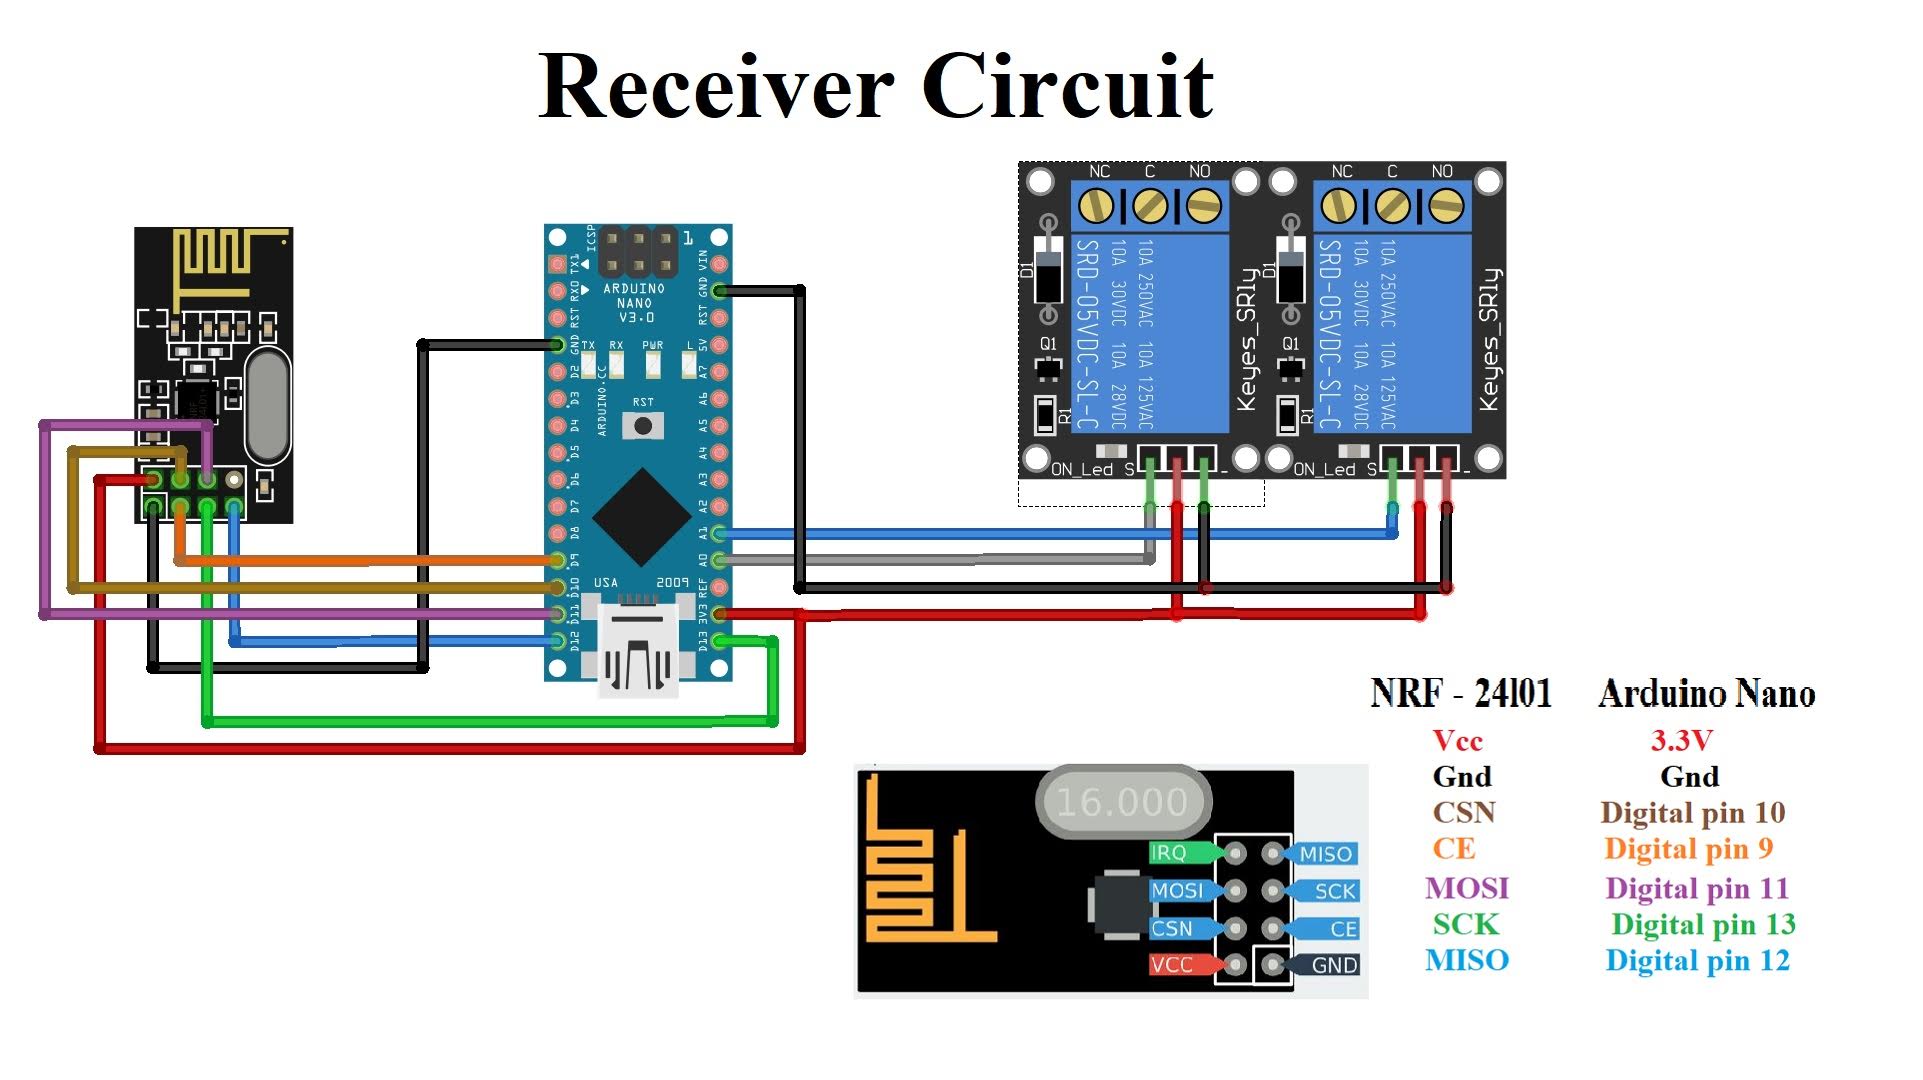 Receiver Circuit
NC C NO
NC C NO
D1
SRD-05VDC-SL-C
10A 30VDC 10A 28VDC
10A 250VAC 10A 125VAC
Keyes_SRly
Q1
R1
ON_Led S -
D1
SRD-05VDC-SL-C
10A 30VDC 10A 28VDC
10A 250VAC 10A 125VAC
Keyes_SRly
Q1
R1
ON_Led S -
ICSP
1
ARDUINO
NANO
V3.0
TX RX PWR L
RST
ARDUINO.CC
USA 2009
TX1
RX0
RST
GND
D2
D3
D4
D5
D6
D7
D8
D9
D10
D11
D12
VIN
GND
RST
5V
A7
A6
A5
A4
A3
A2
A1
A0
REF
3V3
D13
NRF - 24l01 Arduino Nano
Vcc 3.3V
Gnd Gnd
CSN Digital pin 10
CE Digital pin 9
MOSI Digital pin 11
SCK Digital pin 13
MISO Digital pin 12
16.000
IRQ MISO
MOSI SCK
CSN CE
VCC GND